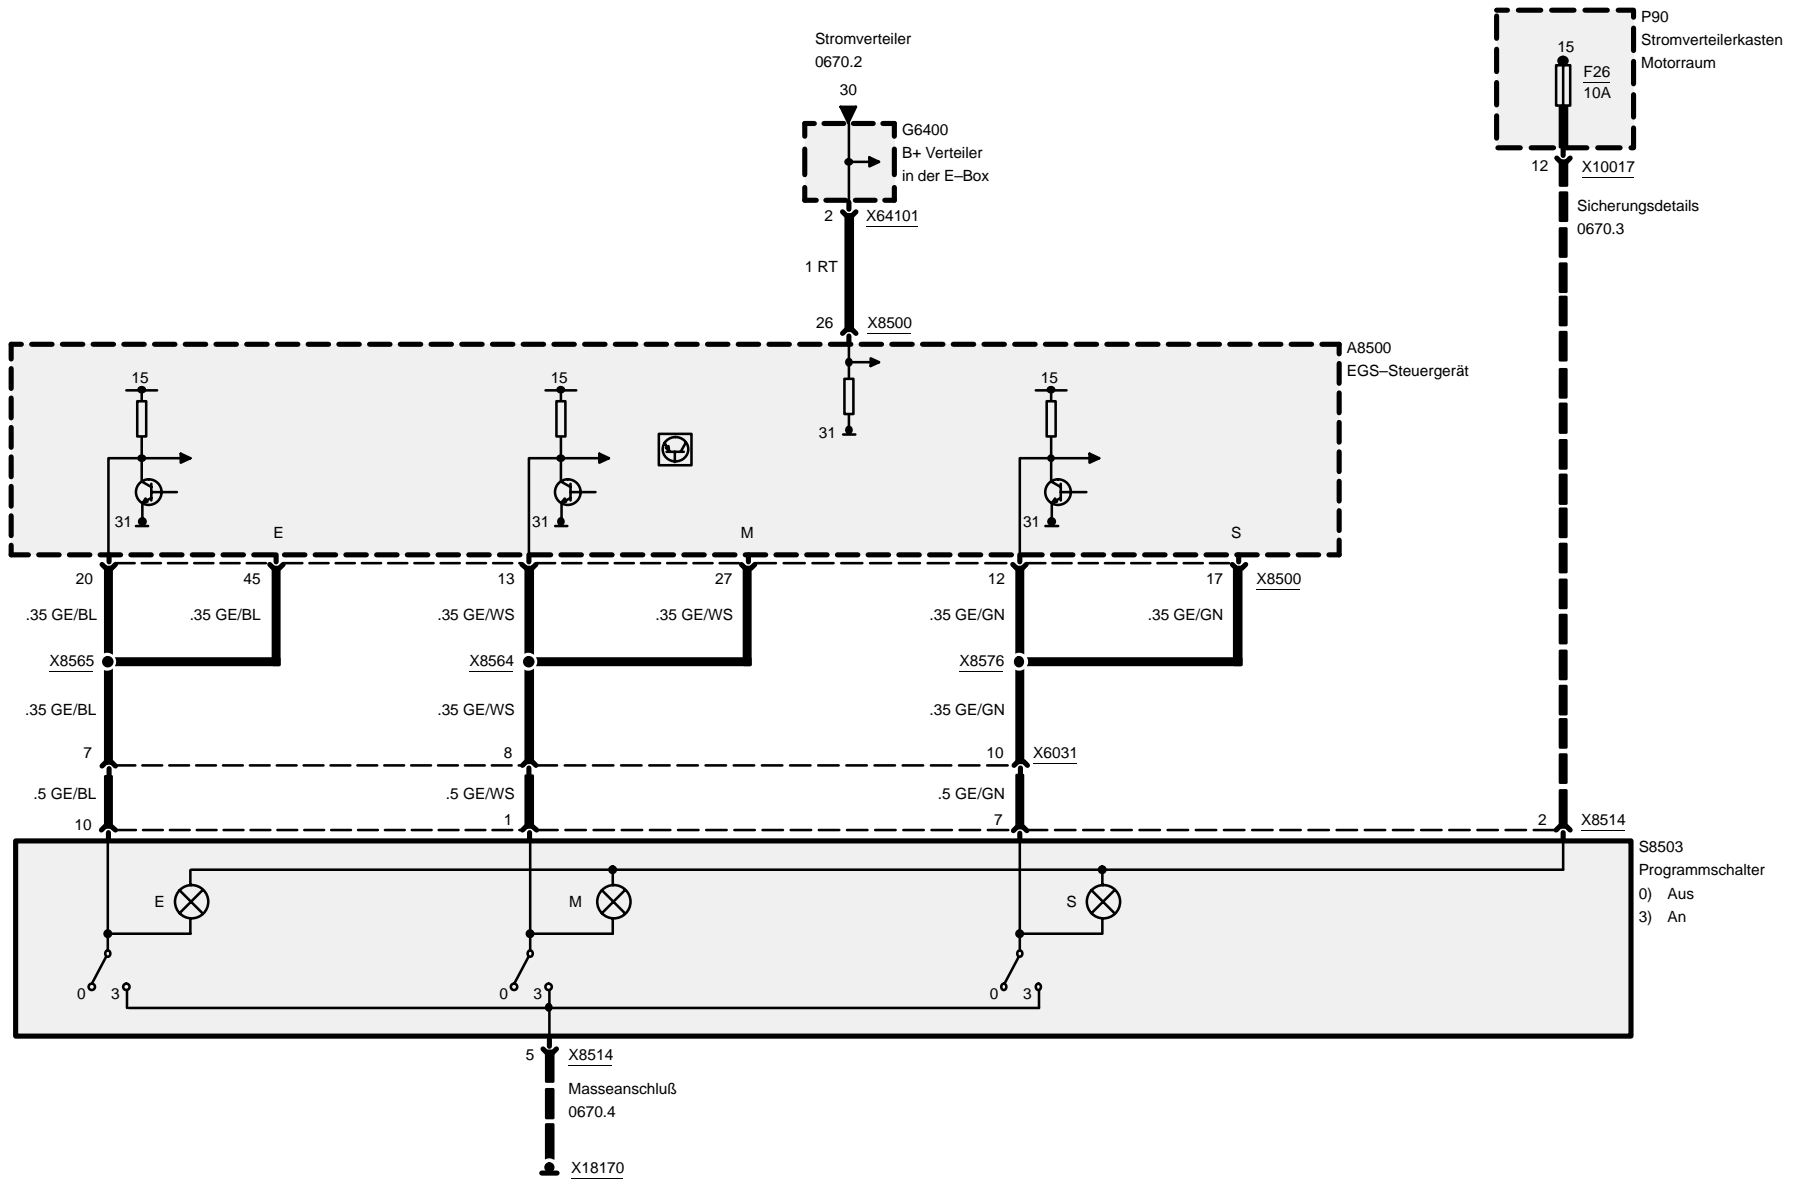 P90
Stromverteilerkasten
Motorraum
15
F26
10A
12 X10017
Sicherungsdetails
0670.3
Stromverteiler
0670.2
30
G6400
B+ Verteiler
in der E–Box
2 X64101
1 RT
26 X8500
A8500
EGS–Steuergerät
15 15 15
31
31 31 31
E M S
20 45 13 27 12 17 X8500
.35 GE/BL .35 GE/BL .35 GE/WS .35 GE/WS .35 GE/GN .35 GE/GN
X8565 X8564 X8576
.35 GE/BL .35 GE/WS .35 GE/GN
7 8 10 X6031
.5 GE/BL .5 GE/WS .5 GE/GN
10 1 7 2 X8514
S8503
Programmschalter
0) Aus
3) An
E M S
0 3 0 3 0 3
5 X8514
Masseanschluß
0670.4
X18170